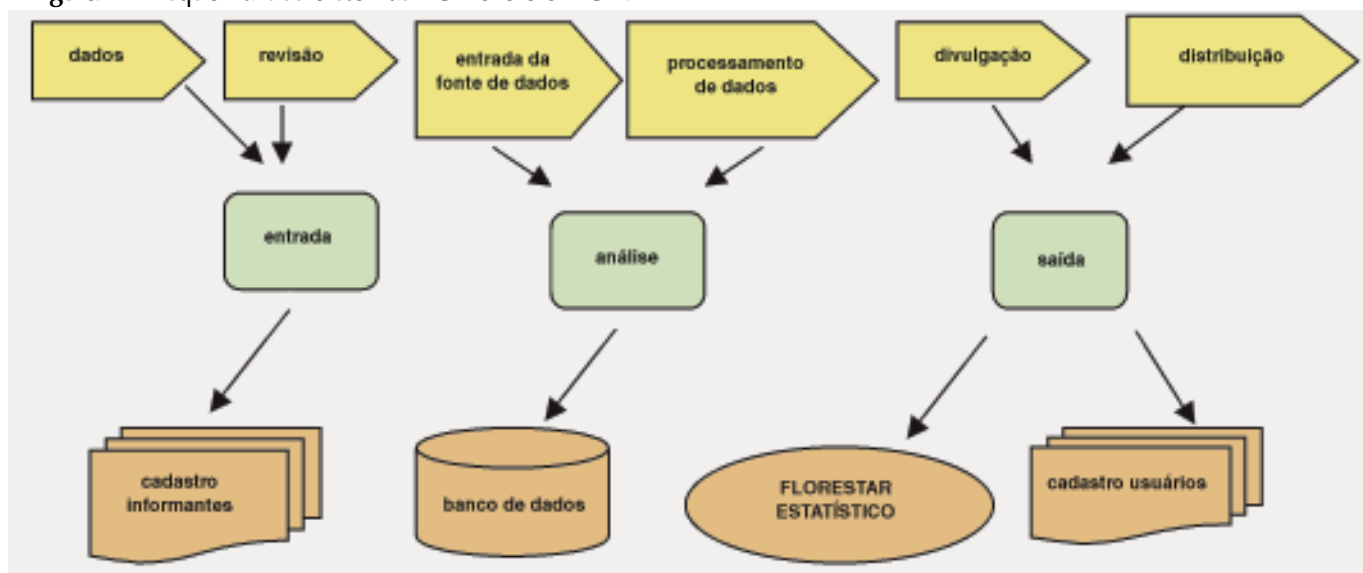 dados
revisão
entrada da
fonte de dados
processamento
de dados
divulgação
distribuição
entrada
análise
saída
cadastro
informantes
banco de dados
FLORESTAR
ESTATÍSTICO
cadastro usuários